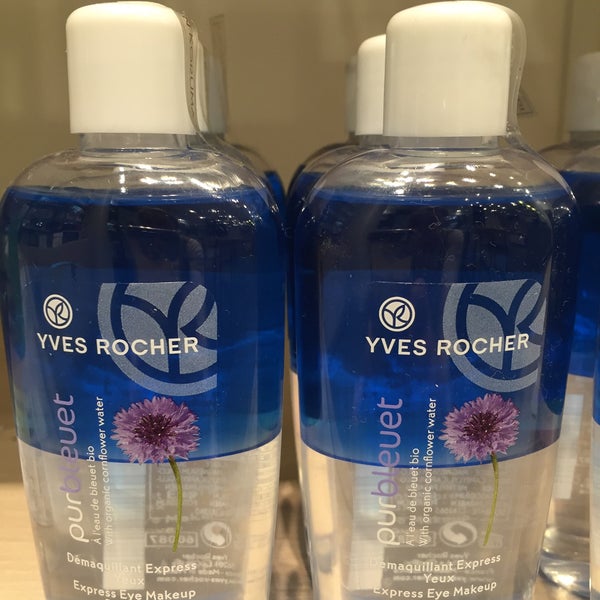 YVES ROCHER
purbleuet
A l'eau de bleuet bio
With organic cornflower water
Démaquillant Express
Yeux
Express Eye Makeup
YVES ROCHER
purbleuet
A l'eau de bleuet bio
With organic cornflower water
Démaquillant Express
Yeux
Express Eye Makeup